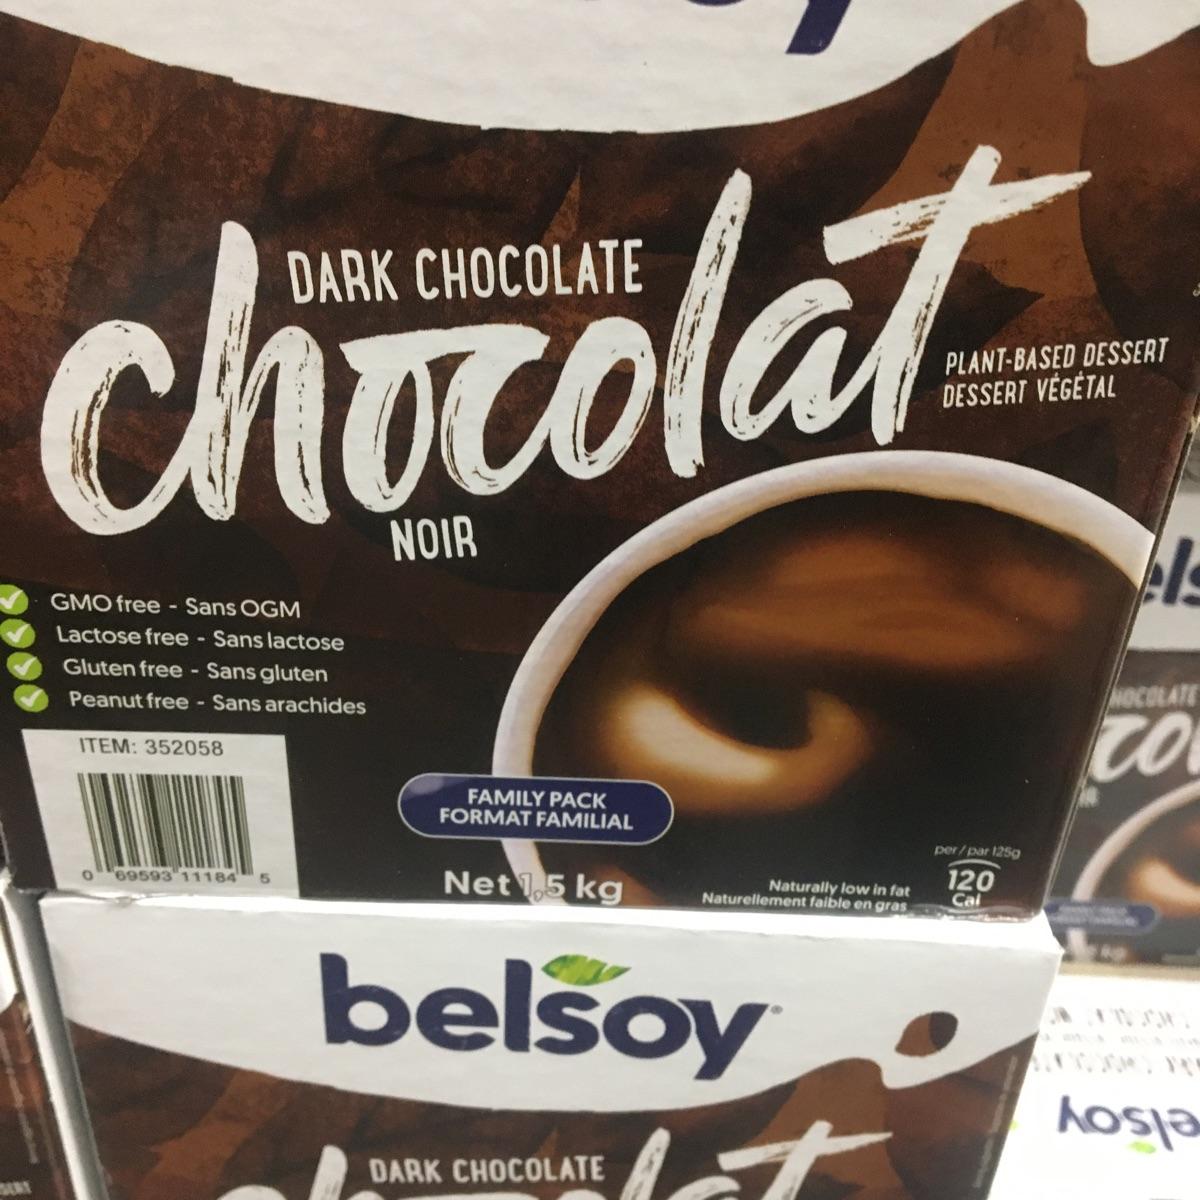 DARK CHOCOLATE
chocolat
NOIR
PLANT-BASED DESSERT
DESSERT VÉGÉTAL
GMO free - Sans OGM
Lactose free - Sans lactose
Gluten free - Sans gluten
Peanut free - Sans arachides
ITEM: 352058
0 69593 11184 5
FAMILY PACK
FORMAT FAMILIAL
Net 1,5 kg
Naturally low in fat
Naturellement faible en gras
per / par 125g
120
Cal
belsoy
DARK CHOCOLATE
belsoy